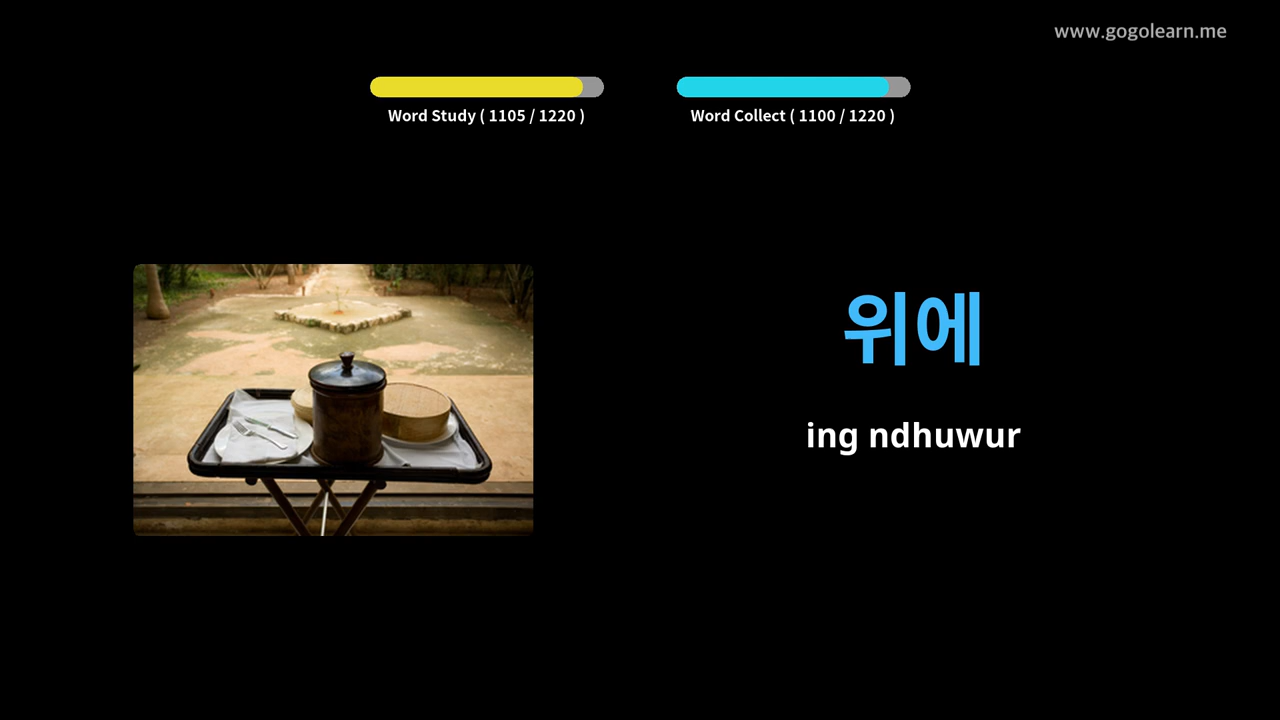 www.gogolearn.me
Word Study ( 1105 / 1220 )
Word Collect ( 1100 / 1220 )
위에
ing ndhuwur